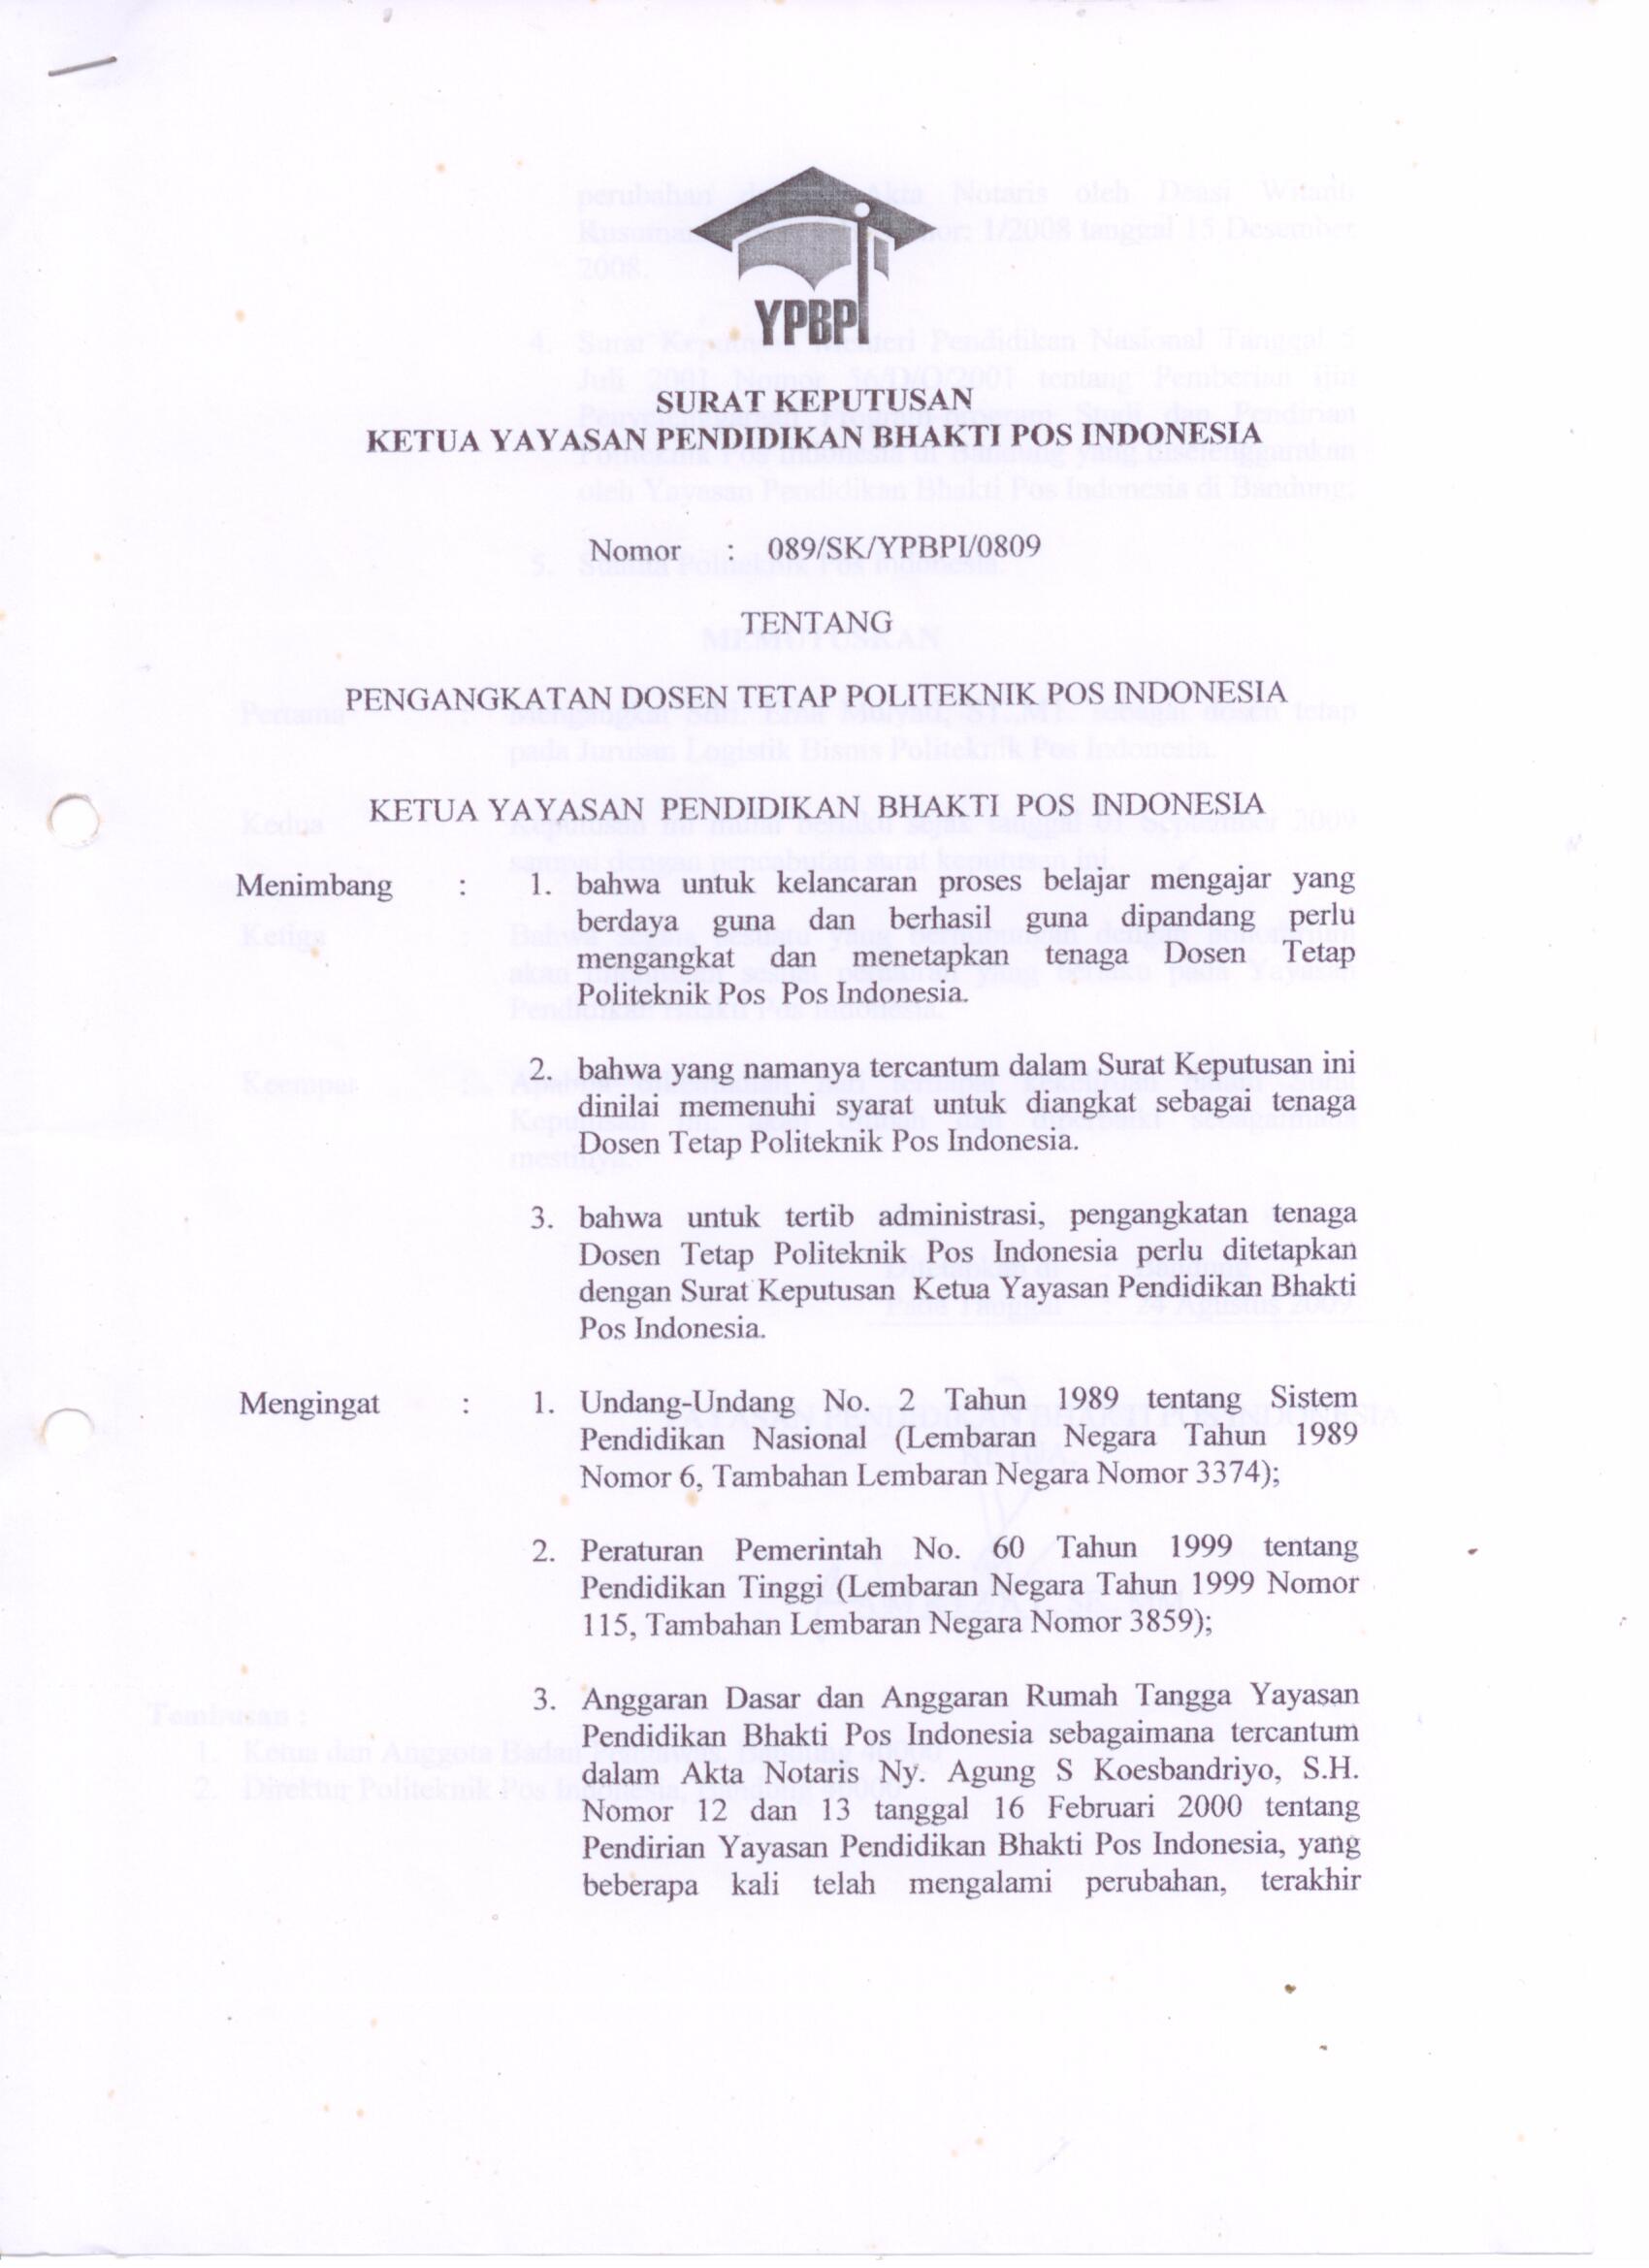 YPBPI
SURAT KEPUTUSAN
KETUA YAYASAN PENDIDIKAN BHAKTI POS INDONESIA
Nomor : 089/SK/YPBPI/0809
TENTANG
PENGANGKATAN DOSEN TETAP POLITEKNIK POS INDONESIA
KETUA YAYASAN PENDIDIKAN BHAKTI POS INDONESIA
Menimbang : 1. bahwa untuk kelancaran proses belajar mengajar yang
berdaya guna dan berhasil guna dipandang perlu
mengangkat dan menetapkan tenaga Dosen Tetap
Politeknik Pos Pos Indonesia.
2. bahwa yang namanya tercantum dalam Surat Keputusan ini
dinilai memenuhi syarat untuk diangkat sebagai tenaga
Dosen Tetap Politeknik Pos Indonesia.
3. bahwa untuk tertib administrasi, pengangkatan tenaga
Dosen Tetap Politeknik Pos Indonesia perlu ditetapkan
dengan Surat Keputusan Ketua Yayasan Pendidikan Bhakti
Pos Indonesia.
Mengingat : 1. Undang-Undang No. 2 Tahun 1989 tentang Sistem
Pendidikan Nasional (Lembaran Negara Tahun 1989
Nomor 6, Tambahan Lembaran Negara Nomor 3374);
2. Peraturan Pemerintah No. 60 Tahun 1999 tentang
Pendidikan Tinggi (Lembaran Negara Tahun 1999 Nomor
115, Tambahan Lembaran Negara Nomor 3859);
3. Anggaran Dasar dan Anggaran Rumah Tangga Yayasan
Pendidikan Bhakti Pos Indonesia sebagaimana tercantum
dalam Akta Notaris Ny. Agung S Koesbandriyo, S.H.
Nomor 12 dan 13 tanggal 16 Februari 2000 tentang
Pendirian Yayasan Pendidikan Bhakti Pos Indonesia, yang
beberapa kali telah mengalami perubahan, terakhir